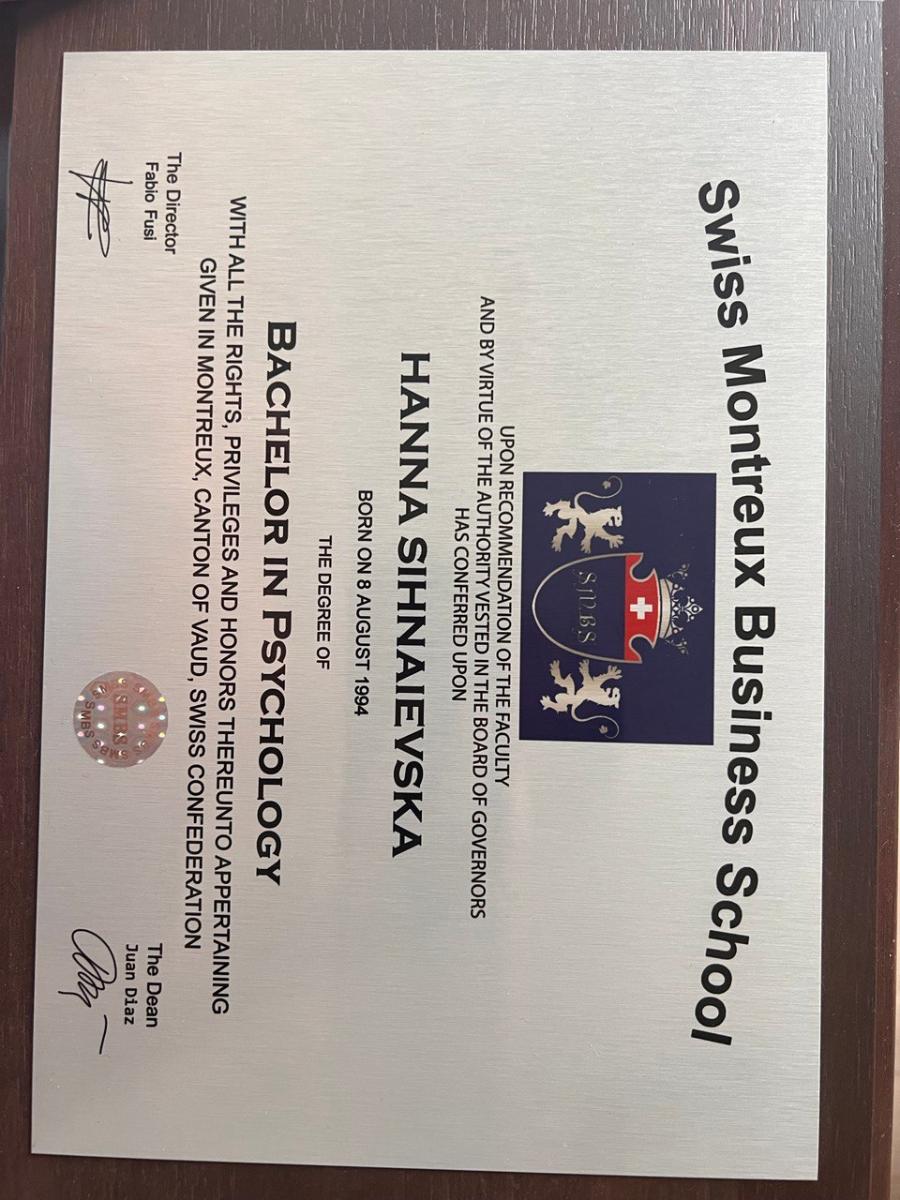 Swiss Montreux Business School
SMBS
UPON RECOMMENDATION OF THE FACULTY
AND BY VIRTUE OF THE AUTHORITY VESTED IN THE BOARD OF GOVERNORS
HAS CONFERRED UPON
HANNA SIHNAIEVSKA
BORN ON 8 AUGUST 1994
THE DEGREE OF
BACHELOR IN PSYCHOLOGY
WITH ALL THE RIGHTS, PRIVILEGES AND HONORS THEREUNTO APPERTAINING
GIVEN IN MONTREUX, CANTON OF VAUD, SWISS CONFEDERATION
The Director
Fabio Fusi
SMBS
The Dean
Juan Diaz